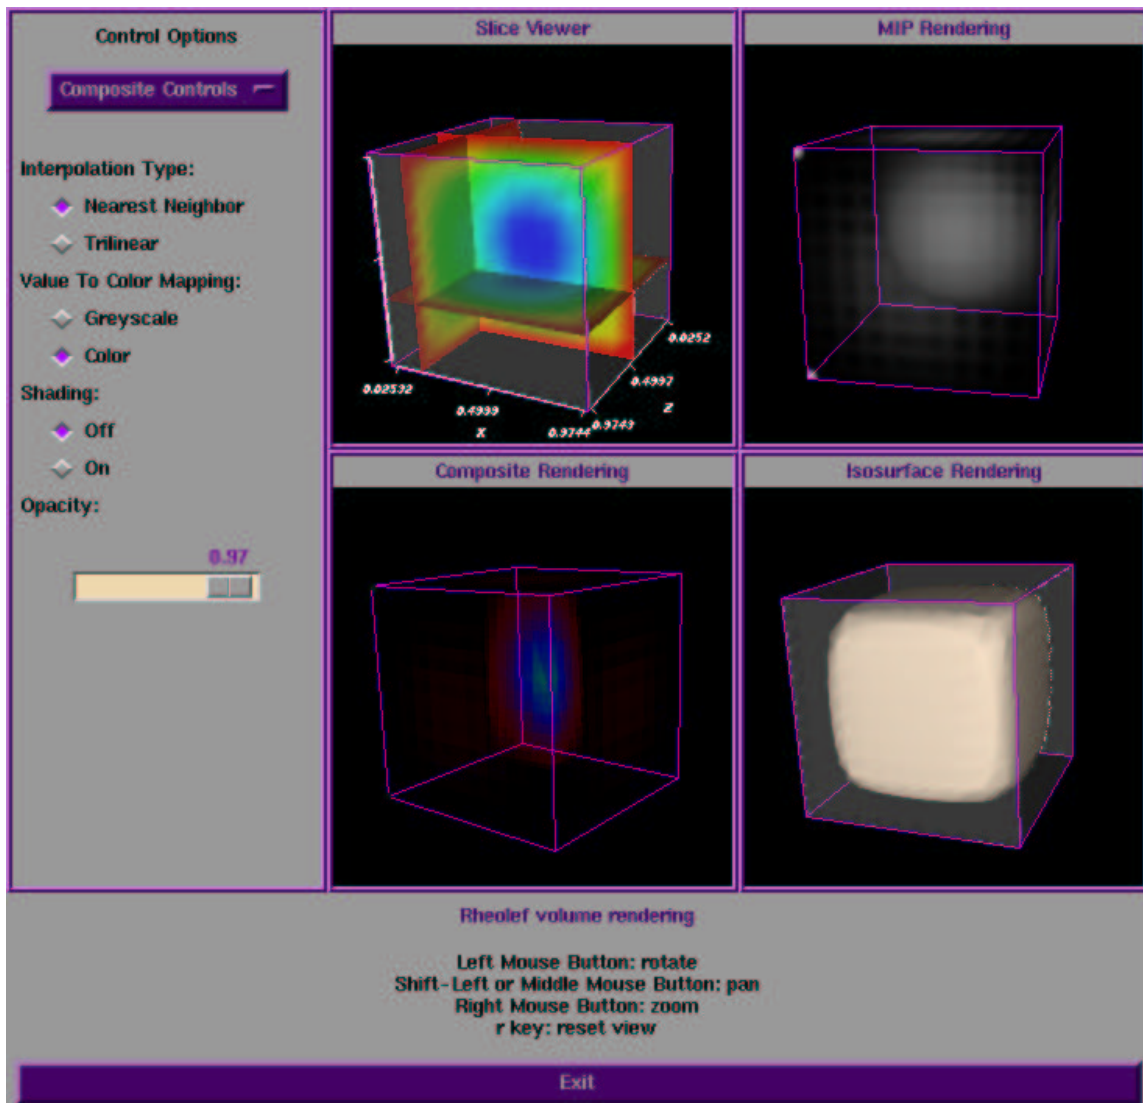 Control Options
Composite Controls
Interpolation Type:
Nearest Neighbor
Trilinear
Value To Color Mapping:
Greyscale
Color
Shading:
Off
On
Opacity:
0.97
Slice Viewer
0.02532
0.4999
X
0.9744
0.9749
Z
0.4997
0.0252
MIP Rendering
Composite Rendering
Isosurface Rendering
Rheolef volume rendering
Left Mouse Button: rotate
Shift-Left or Middle Mouse Button: pan
Right Mouse Button: zoom
r key: reset view
Exit